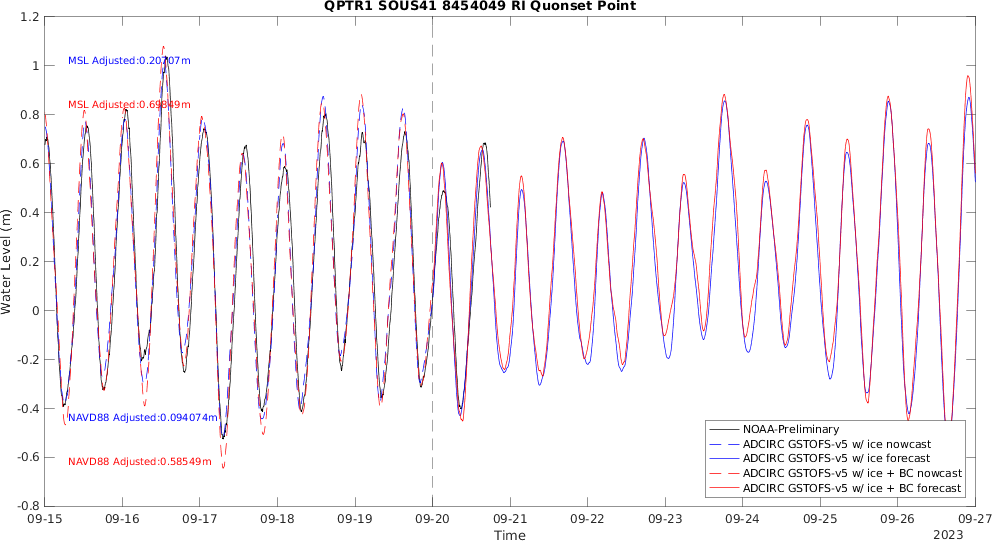 QPTR1 SOUS41 8454049 RI Quonset Point
1.2
1
0.8
0.6
0.4
0.2
0
-0.2
-0.4
-0.6
-0.8
Water Level (m)
MSL Adjusted:0.20707m
MSL Adjusted:0.69849m
NAVD88 Adjusted:0.094074m
NAVD88 Adjusted:0.58549m
NOAA-Preliminary
ADCIRC GSTOFS-v5 w/ ice nowcast
ADCIRC GSTOFS-v5 w/ ice forecast
ADCIRC GSTOFS-v5 w/ ice + BC nowcast
ADCIRC GSTOFS-v5 w/ ice + BC forecast
09-15 09-16 09-17 09-18 09-19 09-20 09-21 09-22 09-23 09-24 09-25 09-26 09-27
Time
2023